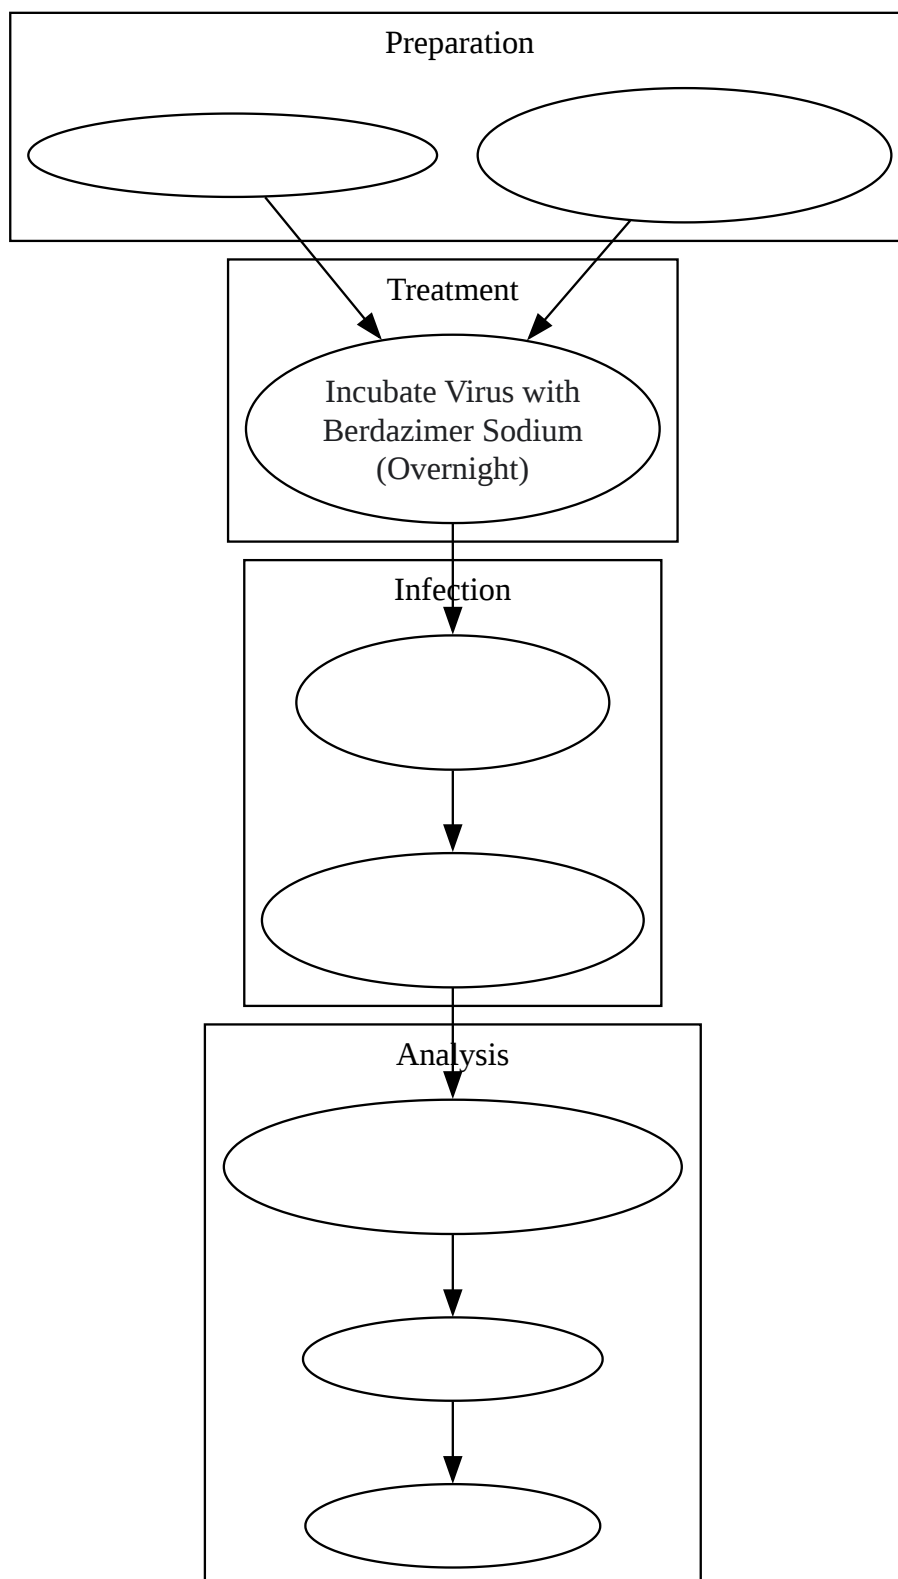 Preparation
Treatment
Incubate Virus with
Berdazimer Sodium
(Overnight)
Infection
Analysis